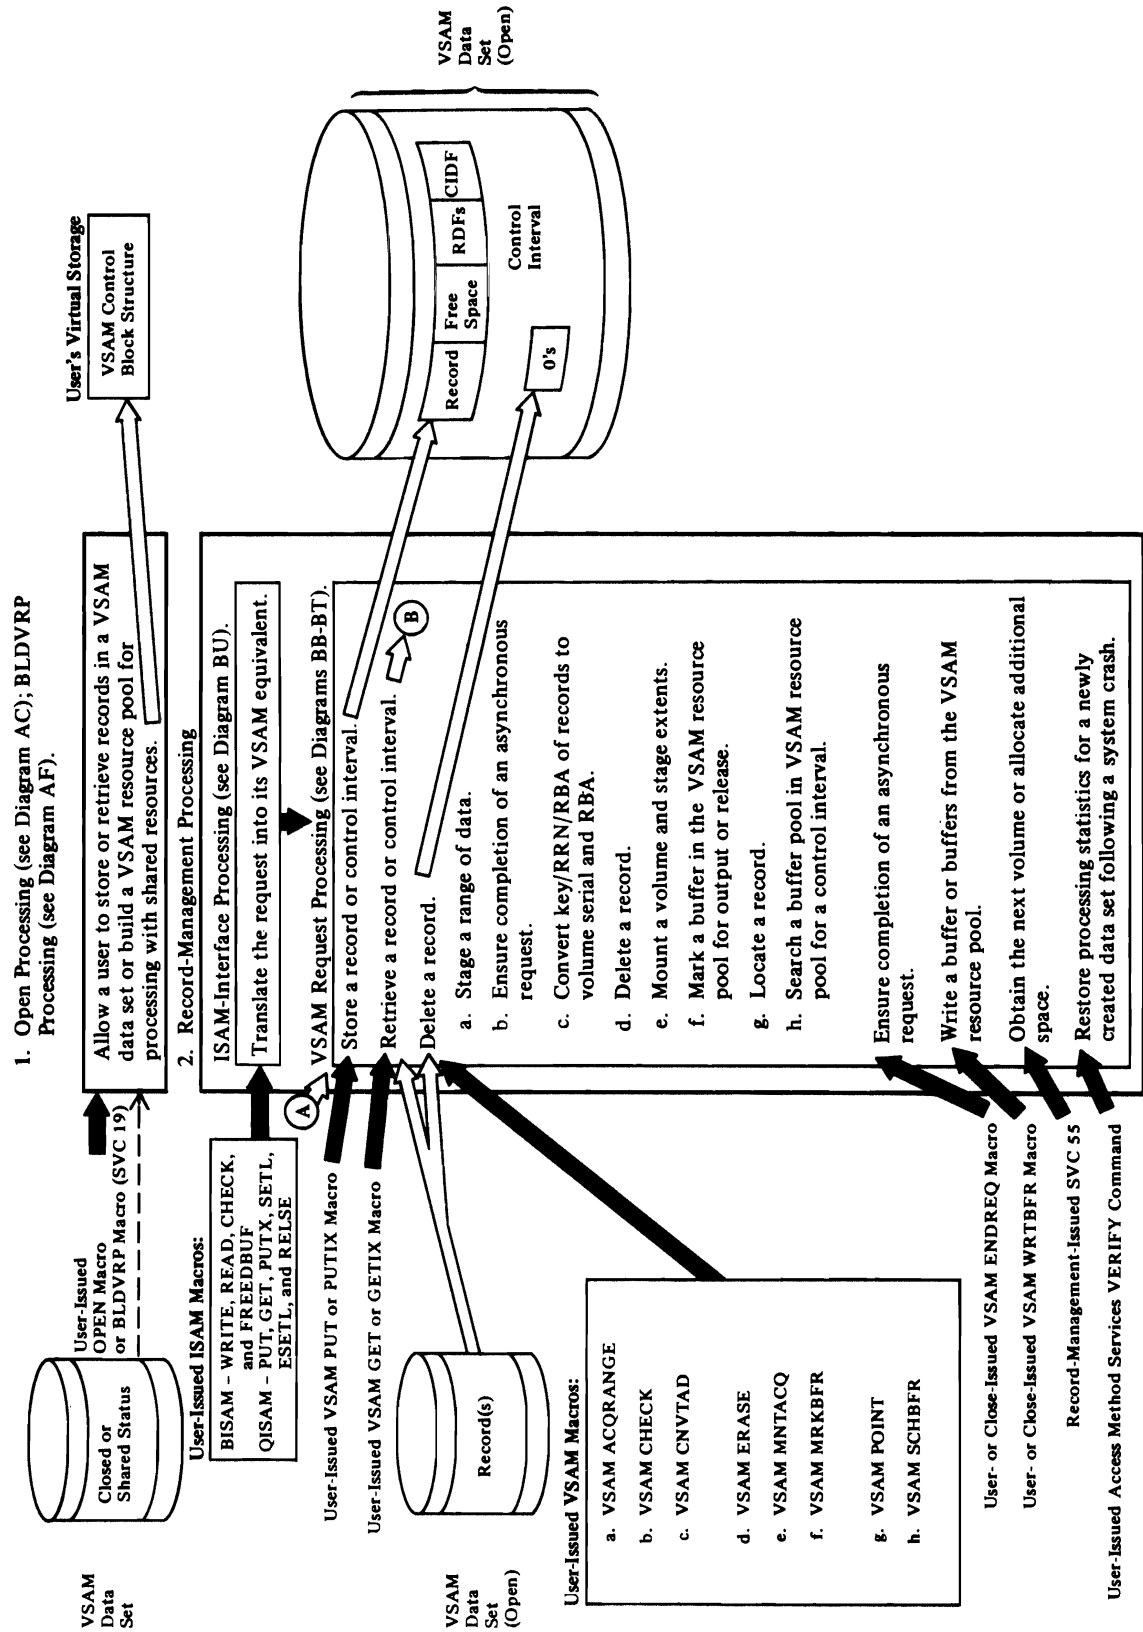 VSAM
Data
Set
Closed or
Shared Status
User-Issued
OPEN Macro
or BLDVRP Macro (SVC 19)
1. Open Processing (see Diagram AC); BLDVRP
Processing (see Diagram AF).
Allow a user to store or retrieve records in a VSAM
data set or build a VSAM resource pool for
processing with shared resources.
User's Virtual Storage
VSAM Control
Block Structure
2. Record-Management Processing
User-Issued ISAM Macros:
BISAM – WRITE, READ, CHECK,
and FREEDBUF
QISAM – PUT, GET, PUTX, SETL,
ESETL, and RELSE
ISAM-Interface Processing (see Diagram BU).
Translate the request into its VSAM equivalent.
A
VSAM Request Processing (see Diagrams BB-BT).
User-Issued VSAM PUT or PUTIX Macro
Store a record or control interval.
User-Issued VSAM GET or GETIX Macro
Retrieve a record or control interval.
B
Delete a record.
VSAM
Data
Set
(Open)
Record(s)
VSAM
Data
Set
(Open)
Record
Free
Space
RDFs
CIDF
Control
Interval
0's
User-Issued VSAM Macros:
a. VSAM ACQRANGE
b. VSAM CHECK
c. VSAM CNVTAD
d. VSAM ERASE
e. VSAM MNTACQ
f. VSAM MRKBFR
g. VSAM POINT
h. VSAM SCHBFR
a. Stage a range of data.
b. Ensure completion of an asynchronous
request.
c. Convert key/RRN/RBA of records to
volume serial and RBA.
d. Delete a record.
e. Mount a volume and stage extents.
f. Mark a buffer in the VSAM resource
pool for output or release.
g. Locate a record.
h. Search a buffer pool in VSAM resource
pool for a control interval.
User- or Close-Issued VSAM ENDREQ Macro
Ensure completion of an asynchronous
request.
User- or Close-Issued VSAM WRTBFR Macro
Write a buffer or buffers from the VSAM
resource pool.
Record-Management-Issued SVC 55
Obtain the next volume or allocate additional
space.
User-Issued Access Method Services VERIFY Command
Restore processing statistics for a newly
created data set following a system crash.